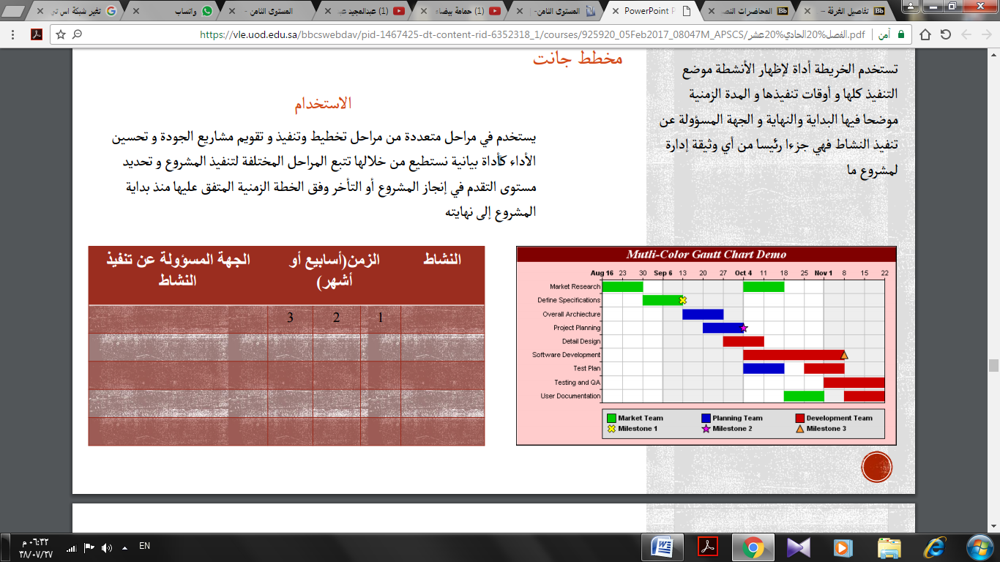 تفاصيل الغرفة –
المحاضرات النص
PowerPoint P
المستوى الثامن- [
المستوى الثامن-
(1) حمامة بيضاء
(1) عبدالمجيد عب
المستوى الثامن -
واتساب
تغير شبكة اس تي
https://vle.uod.edu.sa/bbcswebdav/pid-1467425-dt-content-rid-6352318_1/courses/925920_05Feb2017_08047M_APSCS/الفصل%20الحادي%20عشر.pdf
آمن
تستخدم الخريطة أداة لإظهار الأنشطة موضع
التنفيذ كلها و أوقات تنفيذها و المدة الزمنية
موضحا فيها البداية والنهاية و الجهة المسؤولة عن
تنفيذ النشاط فهي جزءا رئيسا من أي وثيقة إدارة
لمشروع ما
مخطط جانت
الاستخدام
يستخدم في مراحل متعددة من مراحل تخطيط وتنفيذ و تقويم مشاريع الجودة و تحسين
الأداء كأداة بيانية نستطيع من خلالها تتبع المراحل المختلفة لتنفيذ المشروع و تحديد
مستوى التقدم في إنجاز المشروع أو التأخر وفق الخطة الزمنية المتفق عليها منذ بداية
المشروع إلى نهايته
Mutli-Color Gantt Chart Demo
Aug 16 23 30 Sep 6 13 20 27 Oct 4 11 18 25 Nov 1 8 15 22
Market Research
Define Specifications
Overall Archiecture
Project Planning
Detail Design
Software Development
Test Plan
Testing and QA
User Documentation
Market Team Planning Team Development Team
Milestone 1 Milestone 2 Milestone 3
النشاط الزمن(أسابيع أو الجهة المسؤولة عن تنفيذ
أشهر) النشاط
1 2 3
EN
٠٦:٣٢ م
٣٨/٠٧/٢٧